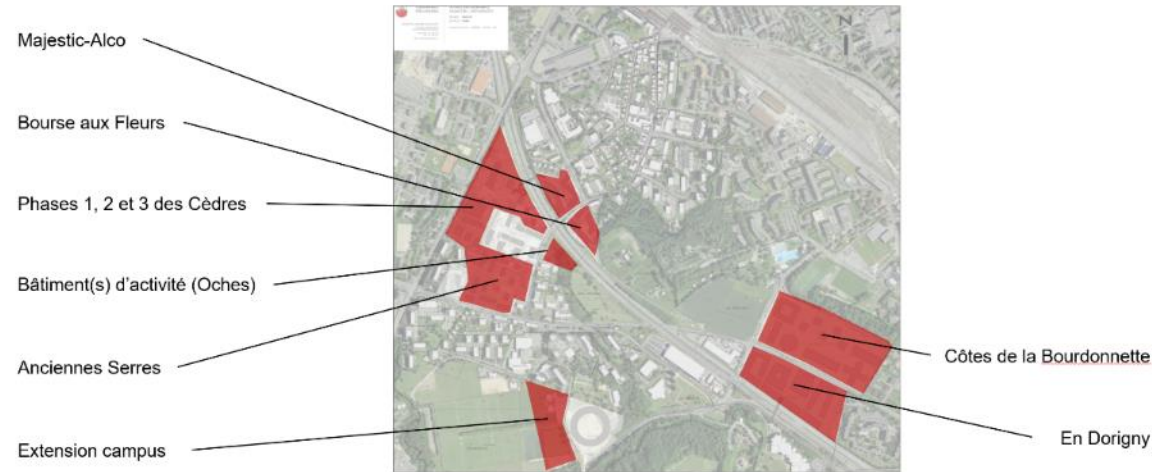 Majestic-Alco
Bourse aux Fleurs
Phases 1, 2 et 3 des Cèdres
Bâtiment(s) d’activité (Oches)
Anciennes Serres
Extension campus
N
Côtes de la Bourdonnette
En Dorigny